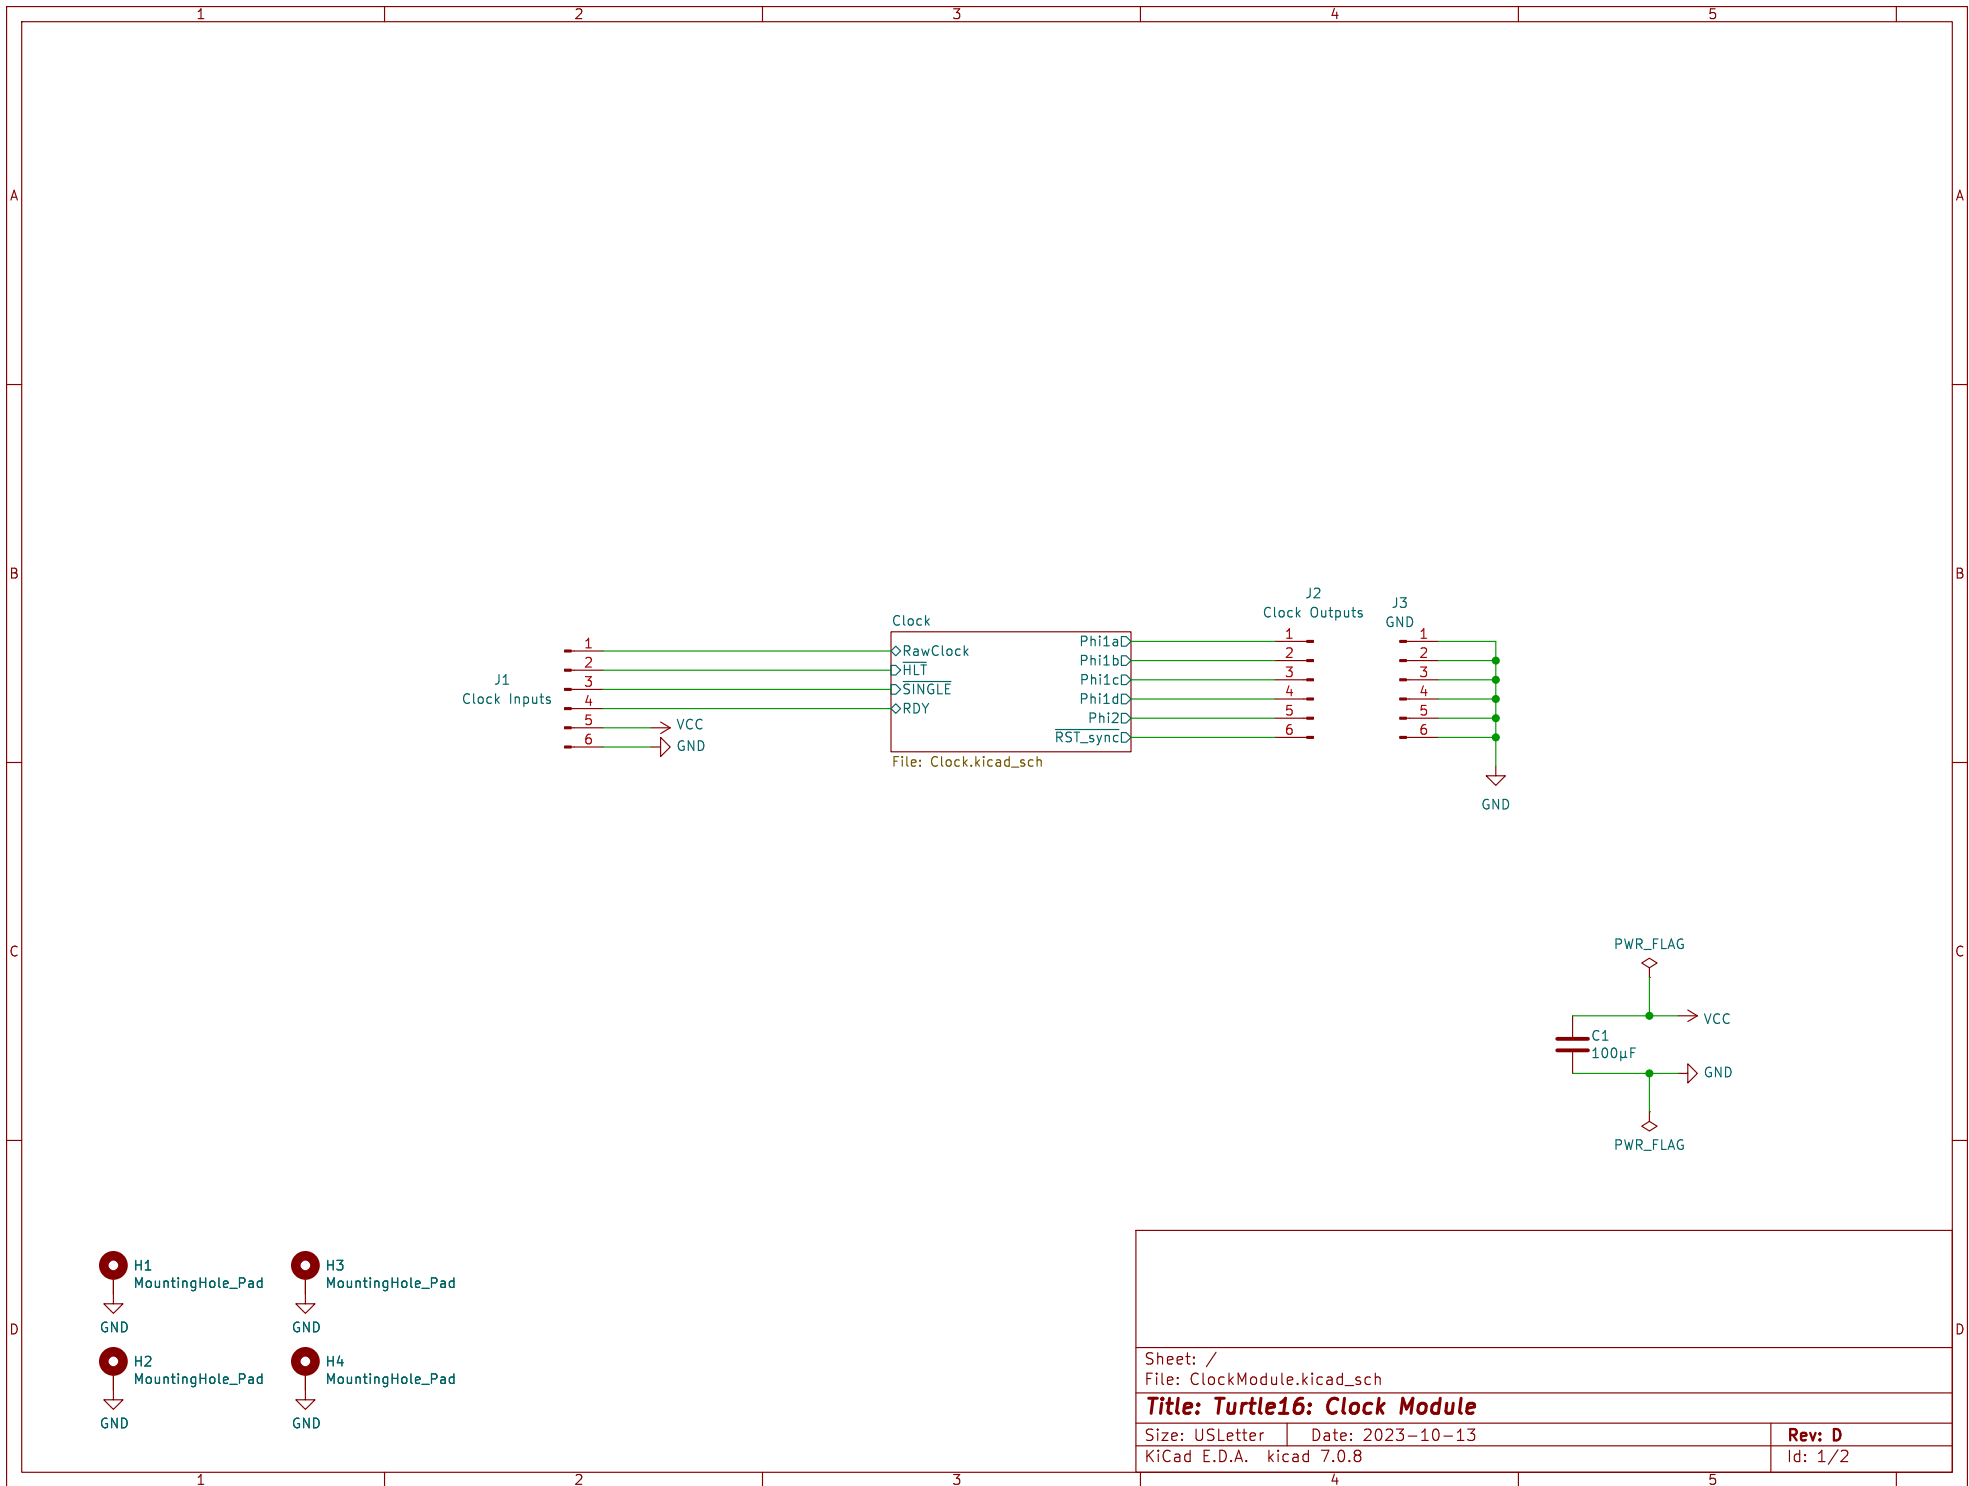 1 2 3 4 5
A A
B B
J2
Clock Outputs
J3
GND
Clock
J1
Clock Inputs
1
2
3
4
5
6
VCC
GND
RawClock
HLT
SINGLE
RDY
Phi1a
Phi1b
Phi1c
Phi1d
Phi2
RST_sync
File: Clock.kicad_sch
1
2
3
4
5
6
1
2
3
4
5
6
GND
C C
PWR_FLAG
VCC
C1
100µF
GND
PWR_FLAG
H1
MountingHole_Pad
GND
H3
MountingHole_Pad
GND
H2
MountingHole_Pad
GND
H4
MountingHole_Pad
GND
D D
Sheet: /
File: ClockModule.kicad_sch
Title: Turtle16: Clock Module
Size: USLetter Date: 2023-10-13 Rev: D
KiCad E.D.A. kicad 7.0.8 Id: 1/2
1 2 3 4 5